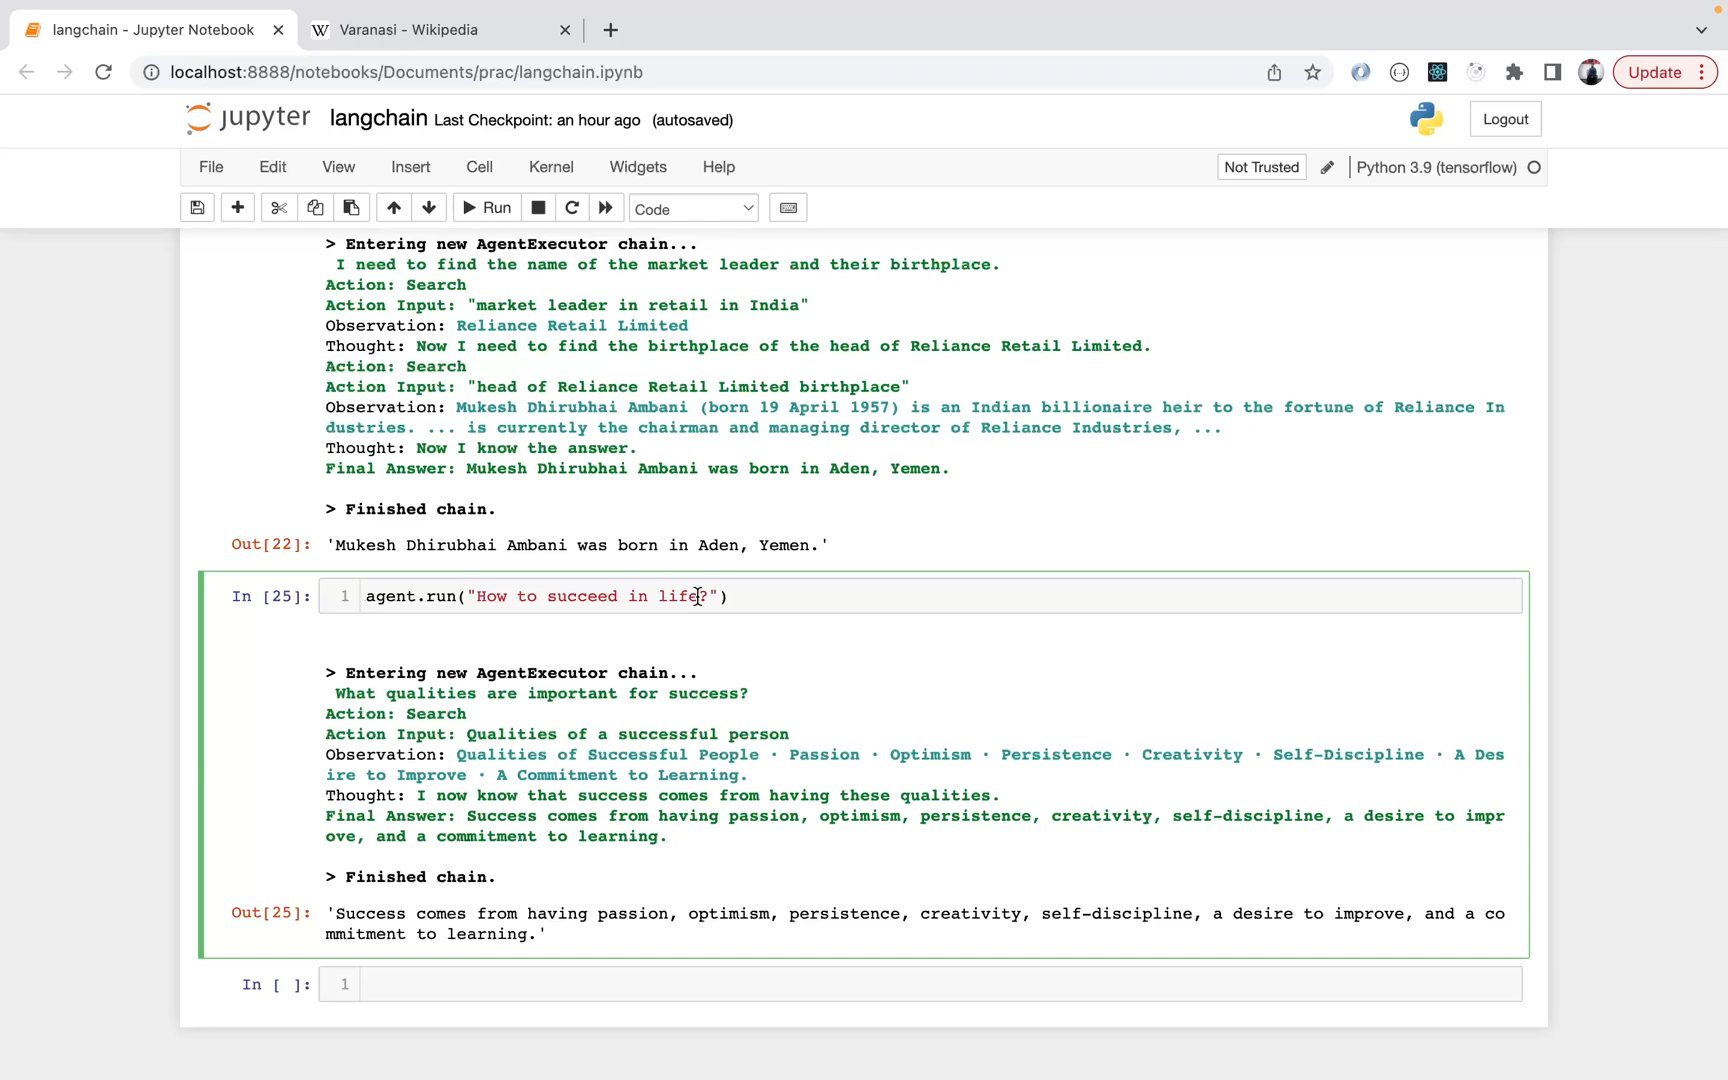 langchain - Jupyter Notebook
W Varanasi - Wikipedia
localhost:8888/notebooks/Documents/prac/langchain.ipynb
Update
jupyter langchain Last Checkpoint: an hour ago (autosaved)
Logout
File Edit View Insert Cell Kernel Widgets Help
Not Trusted Python 3.9 (tensorflow)
Run Code
> Entering new AgentExecutor chain...
I need to find the name of the market leader and their birthplace.
Action: Search
Action Input: "market leader in retail in India"
Observation: Reliance Retail Limited
Thought: Now I need to find the birthplace of the head of Reliance Retail Limited.
Action: Search
Action Input: "head of Reliance Retail Limited birthplace"
Observation: Mukesh Dhirubhai Ambani (born 19 April 1957) is an Indian billionaire heir to the fortune of Reliance In
dustries. ... is currently the chairman and managing director of Reliance Industries, ...
Thought: Now I know the answer.
Final Answer: Mukesh Dhirubhai Ambani was born in Aden, Yemen.
> Finished chain.
Out[22]: 'Mukesh Dhirubhai Ambani was born in Aden, Yemen.'
In [25]: 1 agent.run("How to succeed in life?")
> Entering new AgentExecutor chain...
What qualities are important for success?
Action: Search
Action Input: Qualities of a successful person
Observation: Qualities of Successful People · Passion · Optimism · Persistence · Creativity · Self-Discipline · A Des
ire to Improve · A Commitment to Learning.
Thought: I now know that success comes from having these qualities.
Final Answer: Success comes from having passion, optimism, persistence, creativity, self-discipline, a desire to impr
ove, and a commitment to learning.
> Finished chain.
Out[25]: 'Success comes from having passion, optimism, persistence, creativity, self-discipline, a desire to improve, and a co
mmitment to learning.'
In [ ]: 1